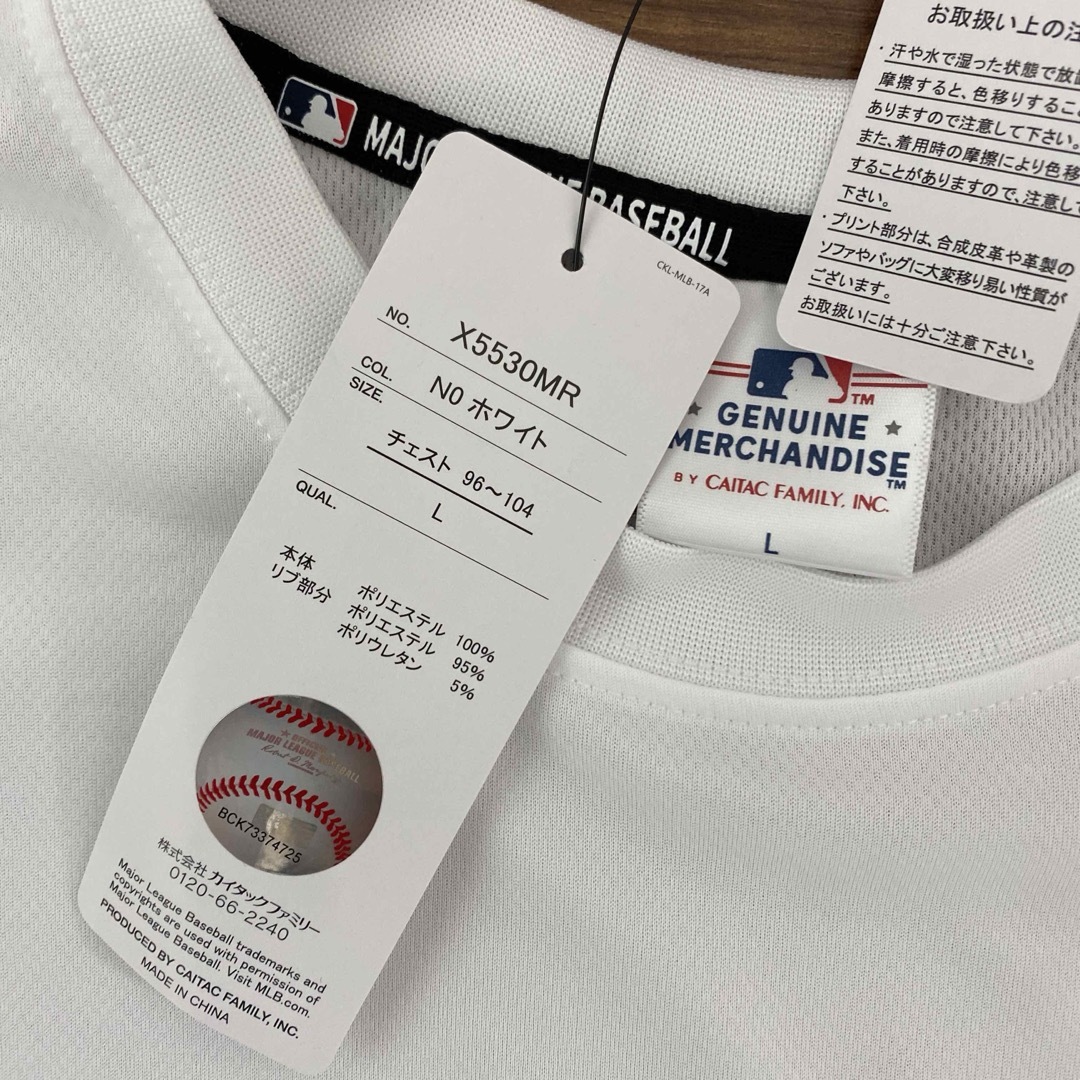 MAJ
BASEBALL
CKL-MLB-17A
NO. X5530MR
COL. N0 ホワイト
SIZE. チェスト 96～104
L
QUAL.
本体 ポリエステル 100%
リブ部分 ポリエステル 95%
ポリウレタン 5%
OFFICIAL
MAJOR LEAGUE BASEBALL
BCK73374725
株式会社 カイタックファミリー
0120-66-2240
Major League Baseball trademarks and
copyrights are used with permission of
Major League Baseball. Visit MLB.com.
PRODUCED BY CAITAC FAMILY, INC.
MADE IN CHINA
お取扱い上の注
・汗や水で湿った状態で放
摩擦すると、色移りするこ
ありますので注意して下さい。
また、着用時の摩擦により色移
することがありますので、注意して
下さい。
・プリント部分は、合成皮革や革製の
ソファやバッグに大変移り易い性質が
ございます。
お取扱いには十分ご注意下さい。
TM
GENUINE
MERCHANDISE TM
BY CAITAC FAMILY, INC.
L